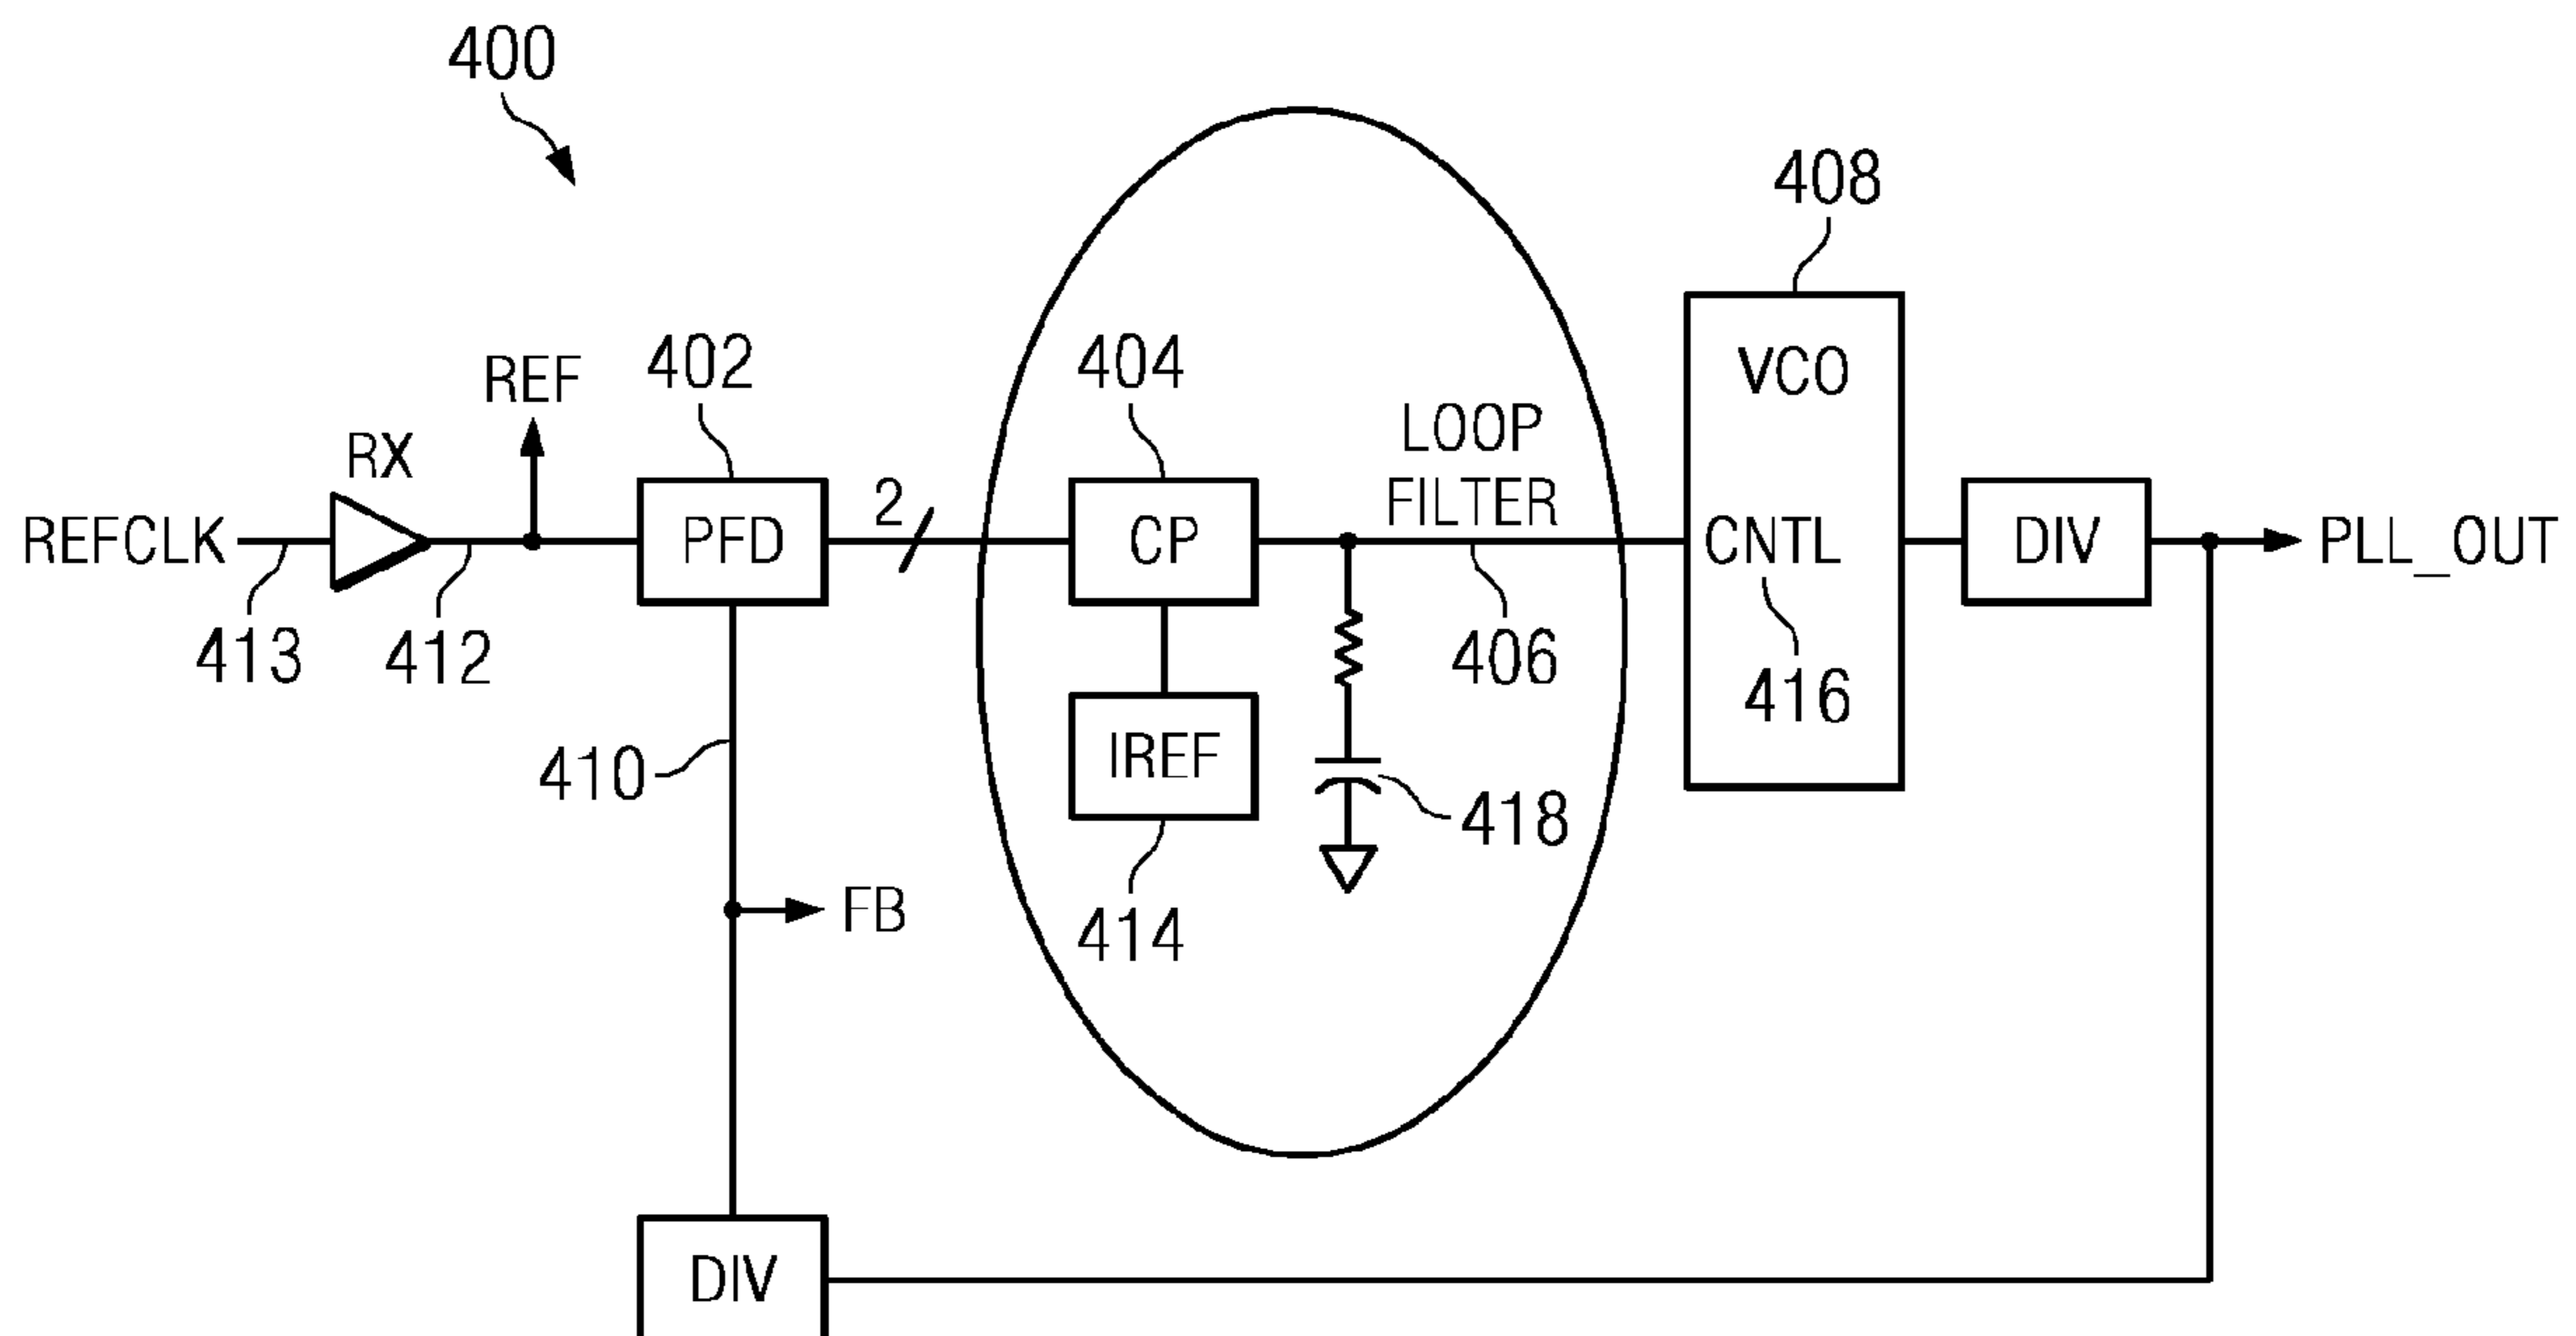 400
408
REF
402
404
LOOP
FILTER
VCO
RX
2
REFCLK
PFD
CP
CNTL
DIV
PLL_OUT
413
412
406
416
410
IREF
418
FB
414
DIV